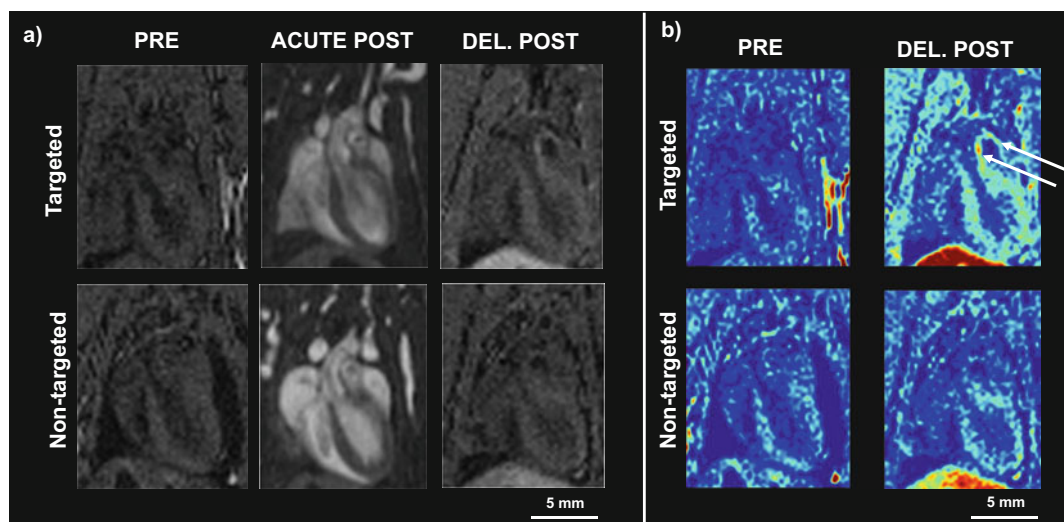 a)
PRE
ACUTE POST
DEL. POST
Targeted
Non-targeted
5 mm
b)
PRE
DEL. POST
Targeted
Non-targeted
5 mm